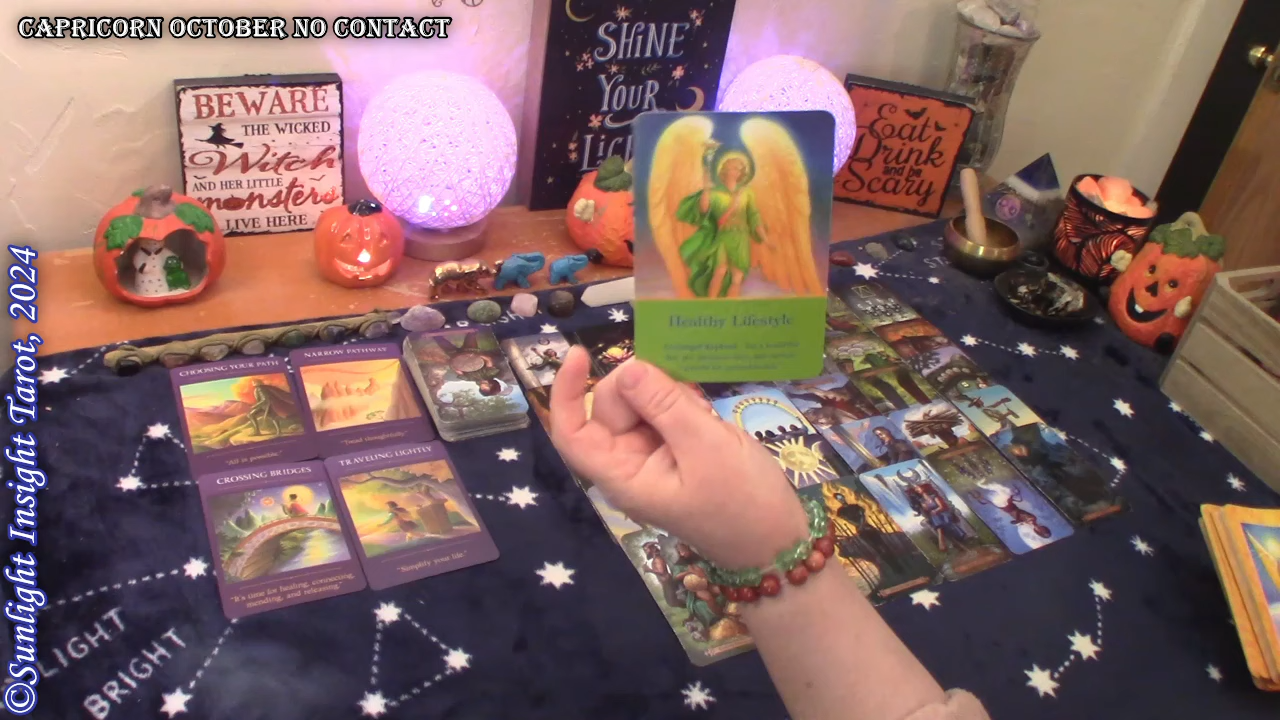 CAPRICORN OCTOBER NO CONTACT
©Sunlight Insight Tarot, 2024
BEWARE
THE WICKED
Witch
AND HER LITTLE
monsters
LIVE HERE
SHINE
YOUR
LIGH
Eat
Drink
and be
Scary
Healthy Lifestyle
CHOOSING YOUR PATH
"All is possible."
NARROW PATHWAY
"Tread thoughtfully."
CROSSING BRIDGES
"It's time for healing, connecting,
mending, and releasing."
TRAVELING LIGHTLY
"Simplify your life."
LIGHT
BRIGHT